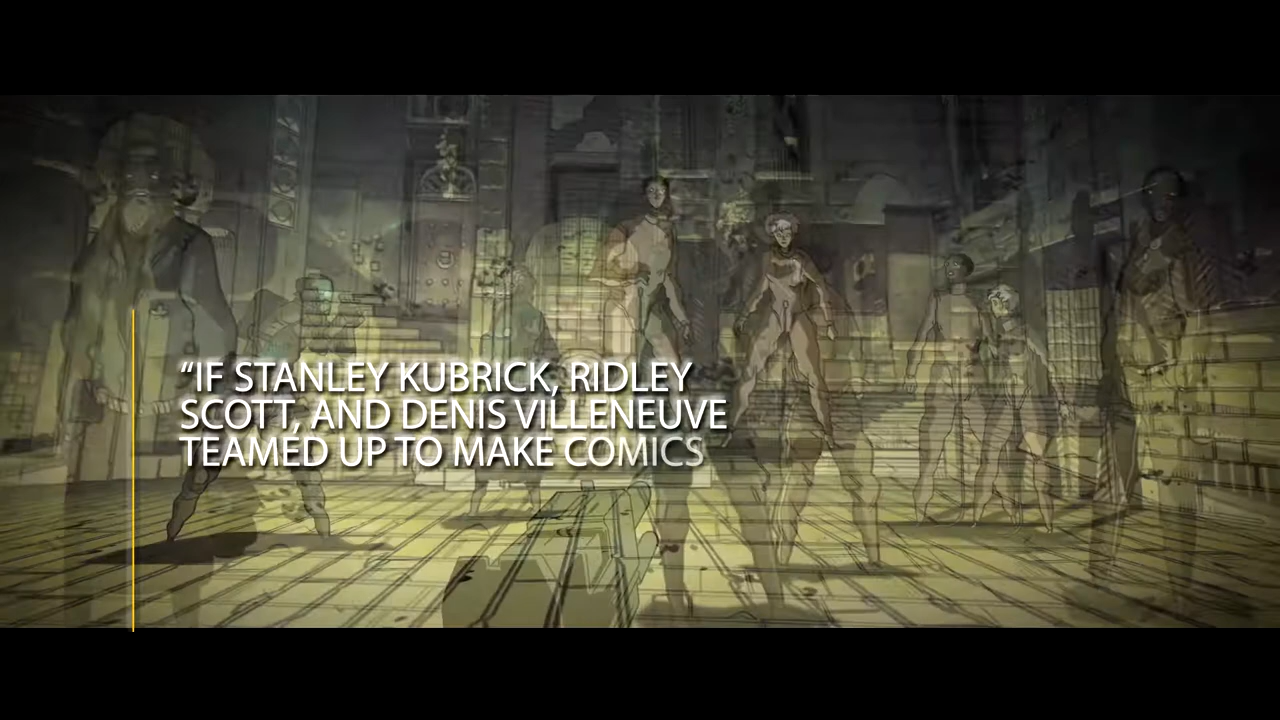 “IF STANLEY KUBRICK, RIDLEY
SCOTT, AND DENIS VILLENEUVE
TEAMED UP TO MAKE COMICS